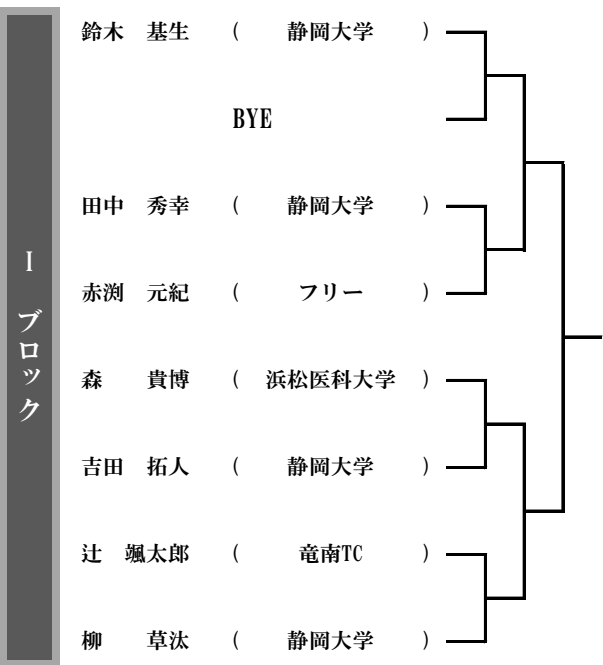 I ブロック
鈴木 基生 ( 静岡大学 )
BYE
田中 秀幸 ( 静岡大学 )
赤渕 元紀 ( フリー )
森 貴博 ( 浜松医科大学 )
吉田 拓人 ( 静岡大学 )
辻 颯太郎 ( 竜南TC )
柳 草汰 ( 静岡大学 )